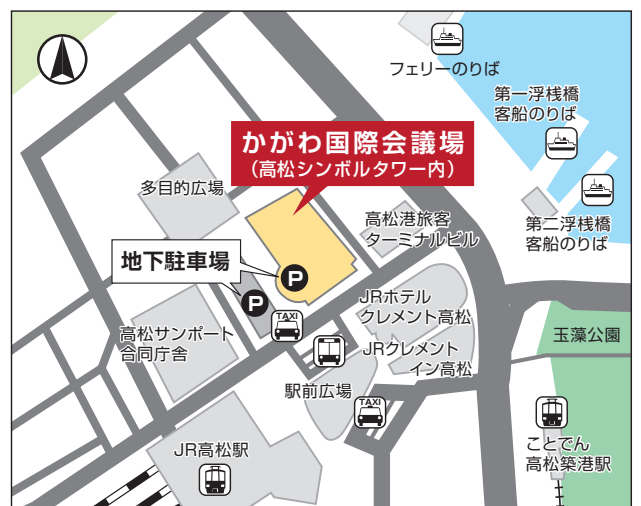 フェリーのりば
第一浮桟橋
客船のりば
かがわ国際会議場
（高松シンボルタワー内）
多目的広場
高松港旅客
ターミナルビル
第二浮桟橋
客船のりば
地下駐車場
P
P
TAXI
JRホテル
クレメント高松
高松サンポート
合同庁舎
JRクレメント
イン高松
玉藻公園
駅前広場
TAXI
JR高松駅
ことでん
高松築港駅